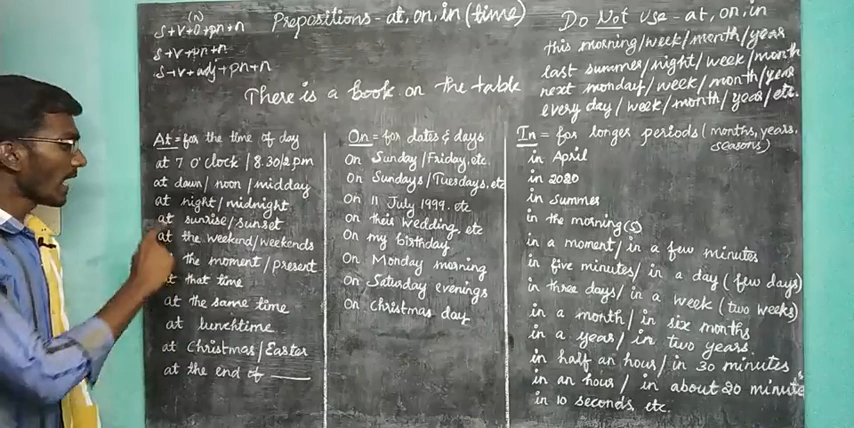 (N)
S+V+O+pn+n
S+V+pn+n
S+V+adj+pn+n
Prepositions - at, on, in (time)
There is a book on the table
Do Not use - at, on, in
this morning/week/month/year
last summer/night/week/month
next monday/week/month/year
every day/week/month/year/etc.
At = for the time of day
at 7 O'clock / 8.30/2 pm
at dawn/noon/midday
at night/midnight
at sunrise/sunset
at the weekend/weekends
the moment/present
at that time
at the same time
at lunchtime
at Christmas/Easter
at the end of ____
On = for dates & days
On Sunday/Friday, etc.
On Sundays/Tuesdays, etc
On 11 July 1999. etc
on their wedding, etc
On my birthday
On Monday morning
On Saturday evenings
On Christmas day
In = for longer periods (months, years, seasons)
in April
in 2020
in summer
in the morning(s)
in a moment/in a few minutes
in five minutes/in a day (few days)
in three days/in a week (two weeks)
in a month/in six months
in a year/in two years.
in half an hour/in 30 minutes
in an hour/in about 20 minutes
in 10 seconds, etc.